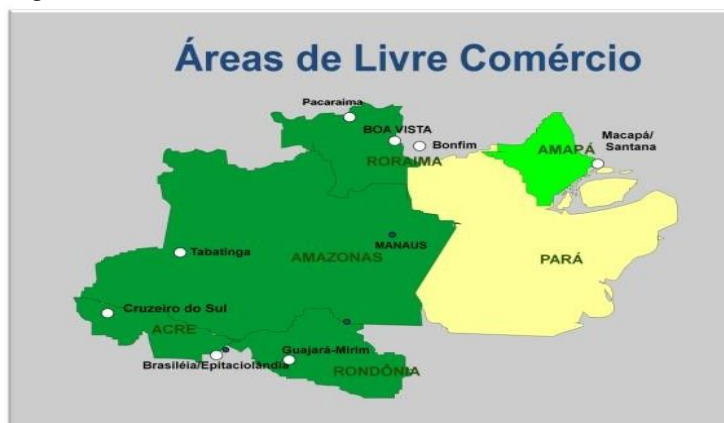 Áreas de Livre Comércio
Pacaraima
BOA VISTA
Bonfim
RORAIMA
AMAPÁ
Macapá/
Santana
MANAUS
Tabatinga
AMAZONAS
PARÁ
Cruzeiro do Sul
ACRE
Guajará-Mirim
Brasiléia/Epitaciolândia
RONDÔNIA